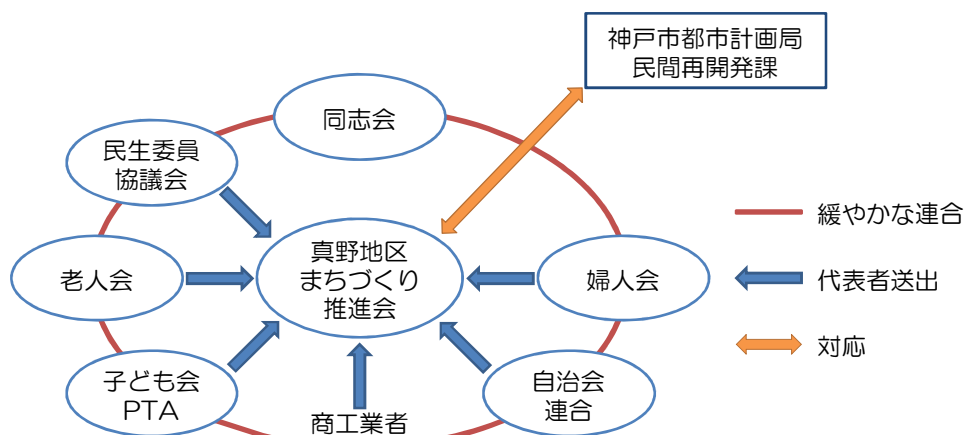 神戸市都市計画局
民間再開発課
同志会
民生委員
協議会
緩やかな連合
真野地区
まちづくり
推進会
老人会
婦人会
代表者送出
対応
子ども会
PTA
自治会
連合
商工業者